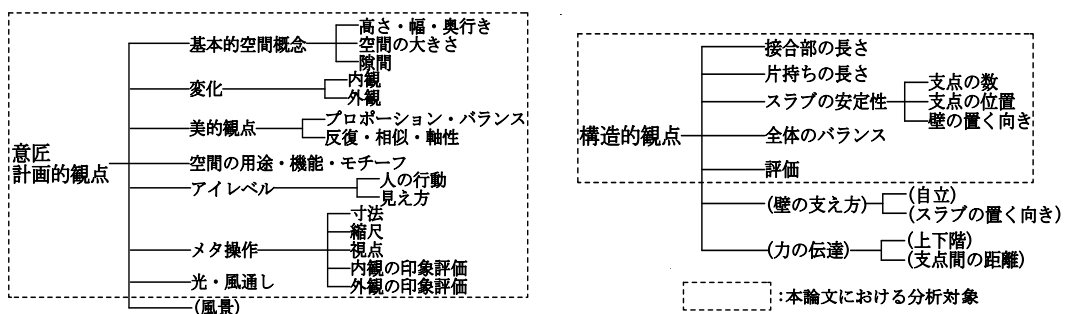 意匠
計画的観点
基本的空間概念
高さ・幅・奥行き
空間の大きさ
隙間
変化
内観
外観
美的観点
プロポーション・バランス
反復・相似・軸性
空間の用途・機能・モチーフ
アイレベル
人の行動
見え方
メタ操作
寸法
縮尺
視点
内観の印象評価
外観の印象評価
光・風通し
(風景)
構造的観点
接合部の長さ
片持ちの長さ
スラブの安定性
支点の数
支点の位置
壁の置く向き
全体のバランス
評価
(壁の支え方)
(自立)
(スラブの置く向き)
(力の伝達)
(上下階)
(支点間の距離)
:本論文における分析対象